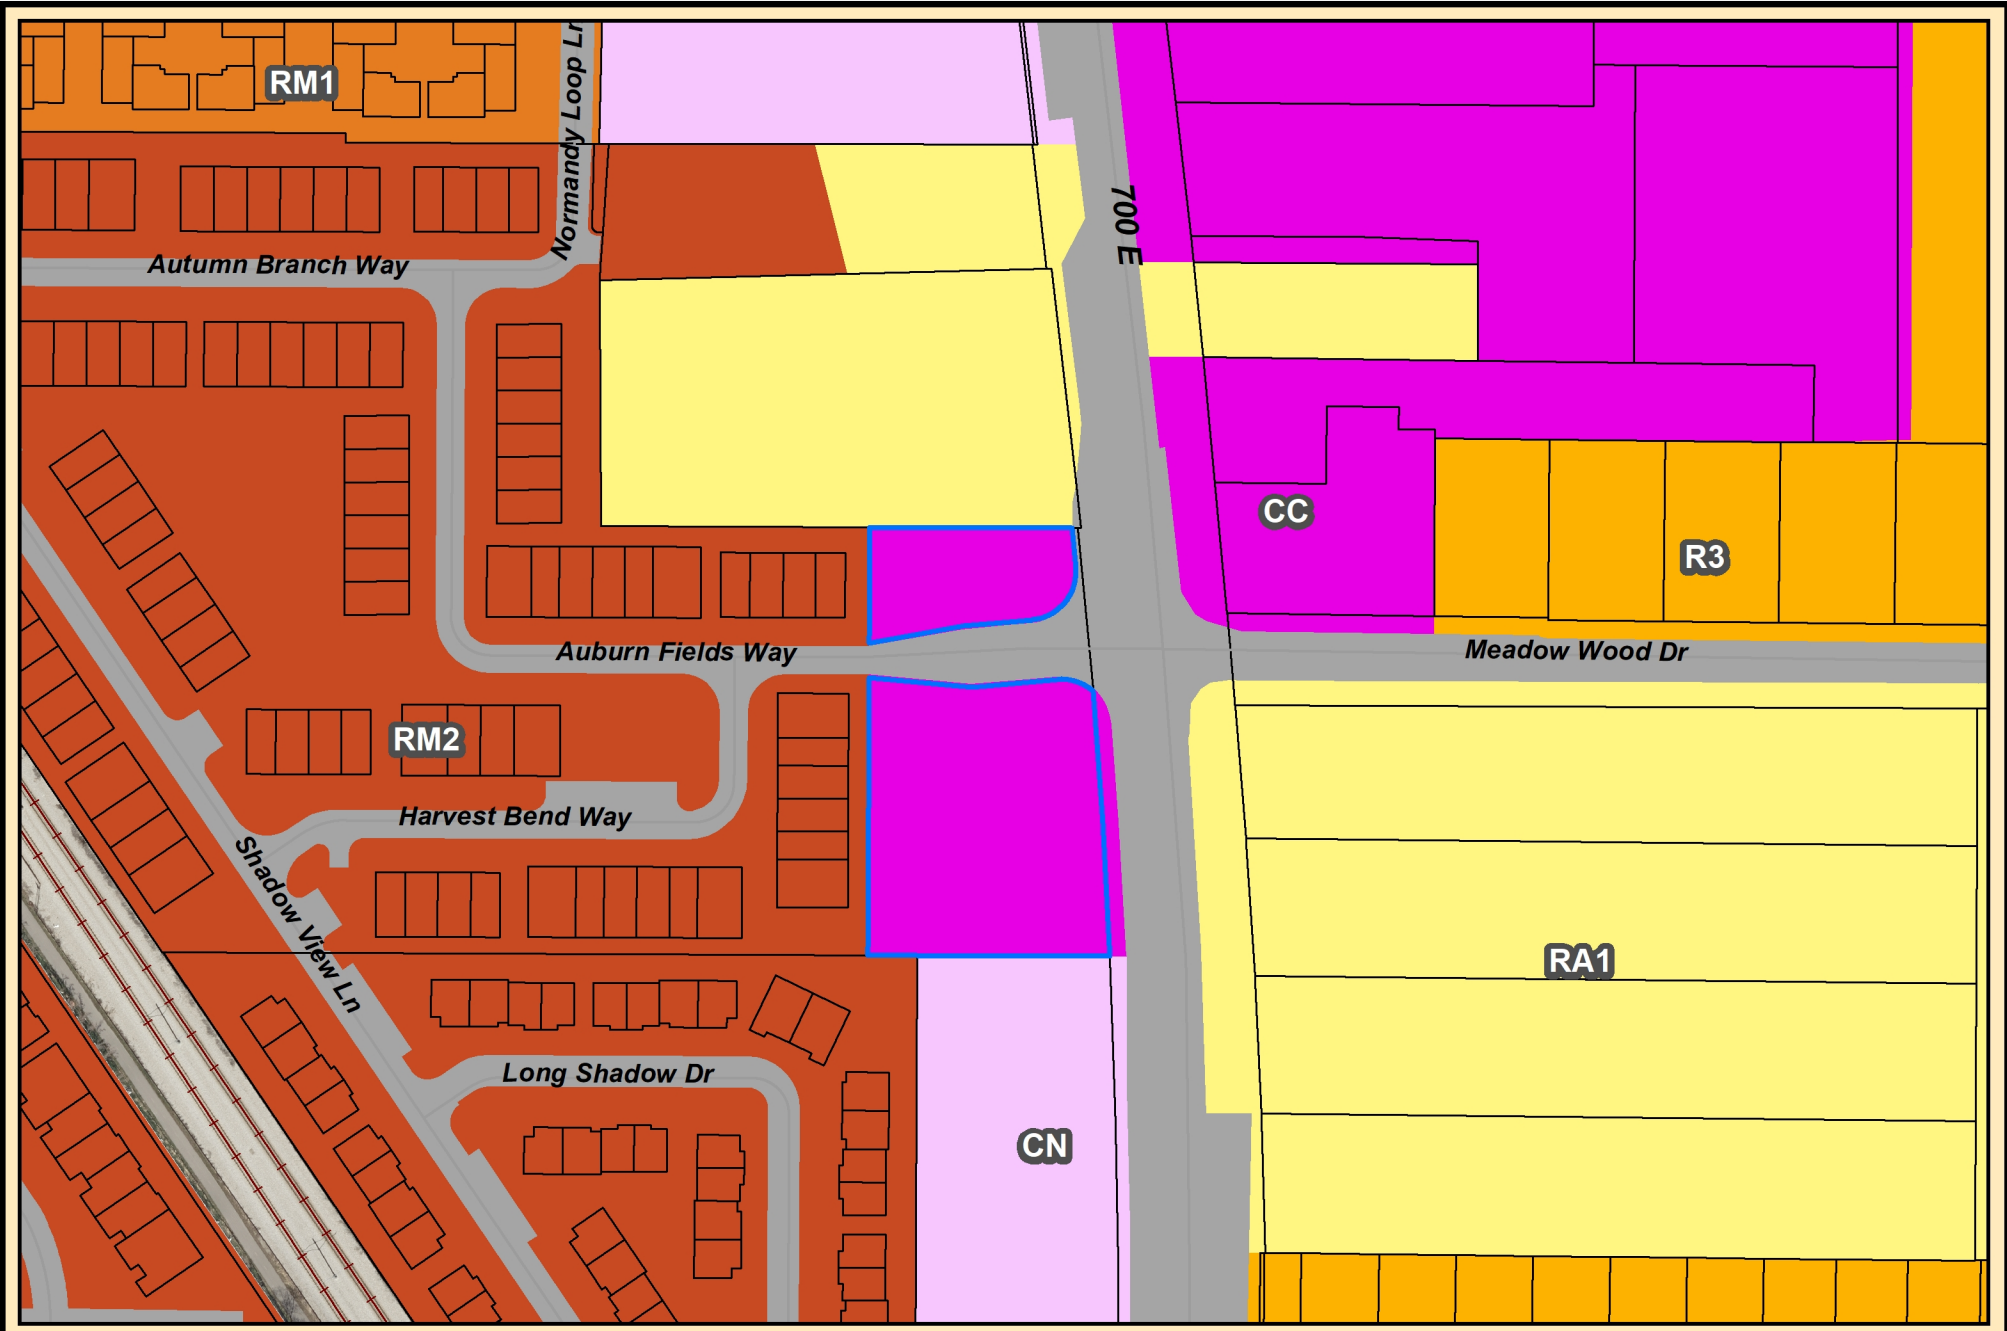 RM1
Normandy Loop Ln
700 E
Autumn Branch Way
CC
R3
Auburn Fields Way
Meadow Wood Dr
RM2
Harvest Bend Way
Shadow View Ln
RA1
Long Shadow Dr
CN